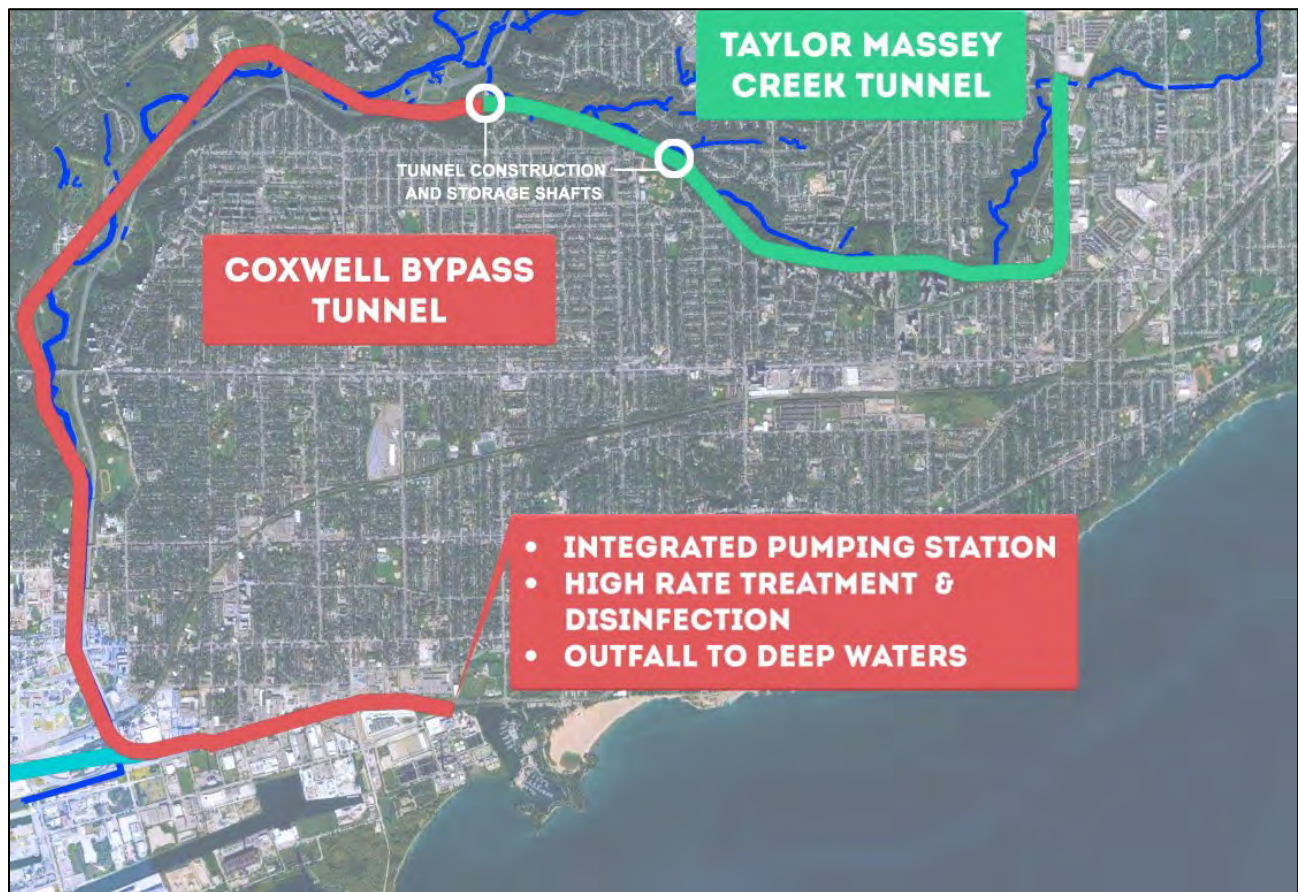 TAYLOR MASSEY
CREEK TUNNEL
TUNNEL CONSTRUCTION
AND STORAGE SHAFTS
COXWELL BYPASS
TUNNEL
• INTEGRATED PUMPING STATION
• HIGH RATE TREATMENT &
DISINFECTION
• OUTFALL TO DEEP WATERS